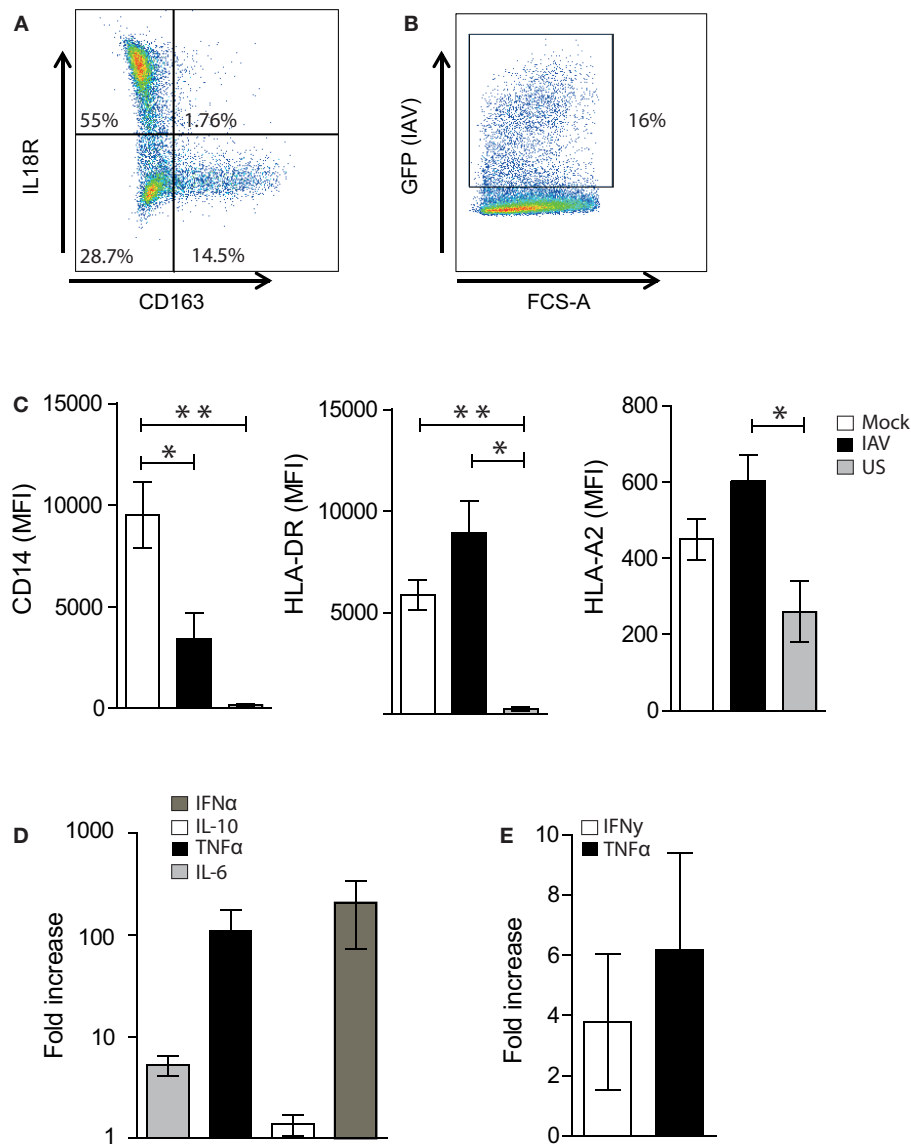 A
IL18R
55%
1.76%
28.7%
14.5%
CD163
B
GFP (IAV)
16%
FCS-A
C
CD14 (MFI)
15000
10000
5000
0
* *
*
HLA-DR (MFI)
15000
10000
5000
* *
*
HLA-A2 (MFI)
800
600
400
200
0
*
Mock
IAV
US
D
IFNα
IL-10
TNFα
IL-6
Fold increase
1000
100
10
1
E
IFNy
TNFα
Fold increase
10
8
6
4
2
0